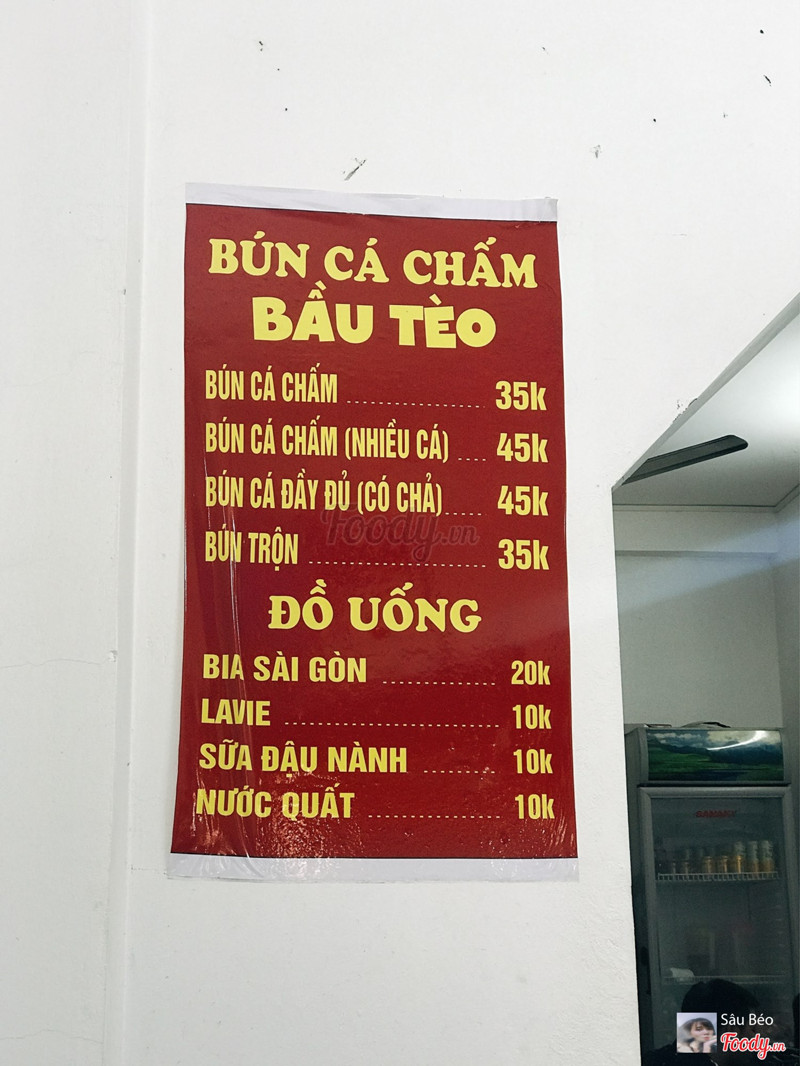 BÚN CÁ CHẤM
BẦU TÈO
BÚN CÁ CHẤM ........................ 35k
BÚN CÁ CHẤM (NHIỀU CÁ) ..... 45k
BÚN CÁ ĐẦY ĐỦ (CÓ CHẢ) ....... 45k
BÚN TRỘN ............................... 35k
Foody.vn
ĐỒ UỐNG
BIA SÀI GÒN .................... 20k
LAVIE ...................................... 10k
SỮA ĐẬU NÀNH ........... 10k
NƯỚC QUẤT ...................... 10k
Sâu Béo
Foody.vn